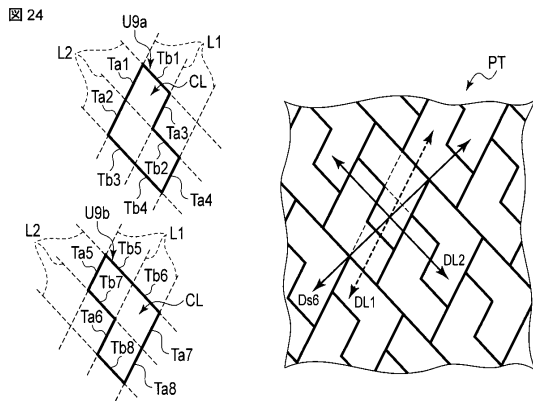 図 24
U9a
L2
L1
Ta1
Tb1
CL
Ta2
Ta3
Tb2
Tb3
Tb4
Ta4
U9b
L2
L1
Tb5
Ta5
Tb7
Tb6
CL
Ta6
Ta7
Tb8
Ta8
PT
Ds6
DL1
DL2